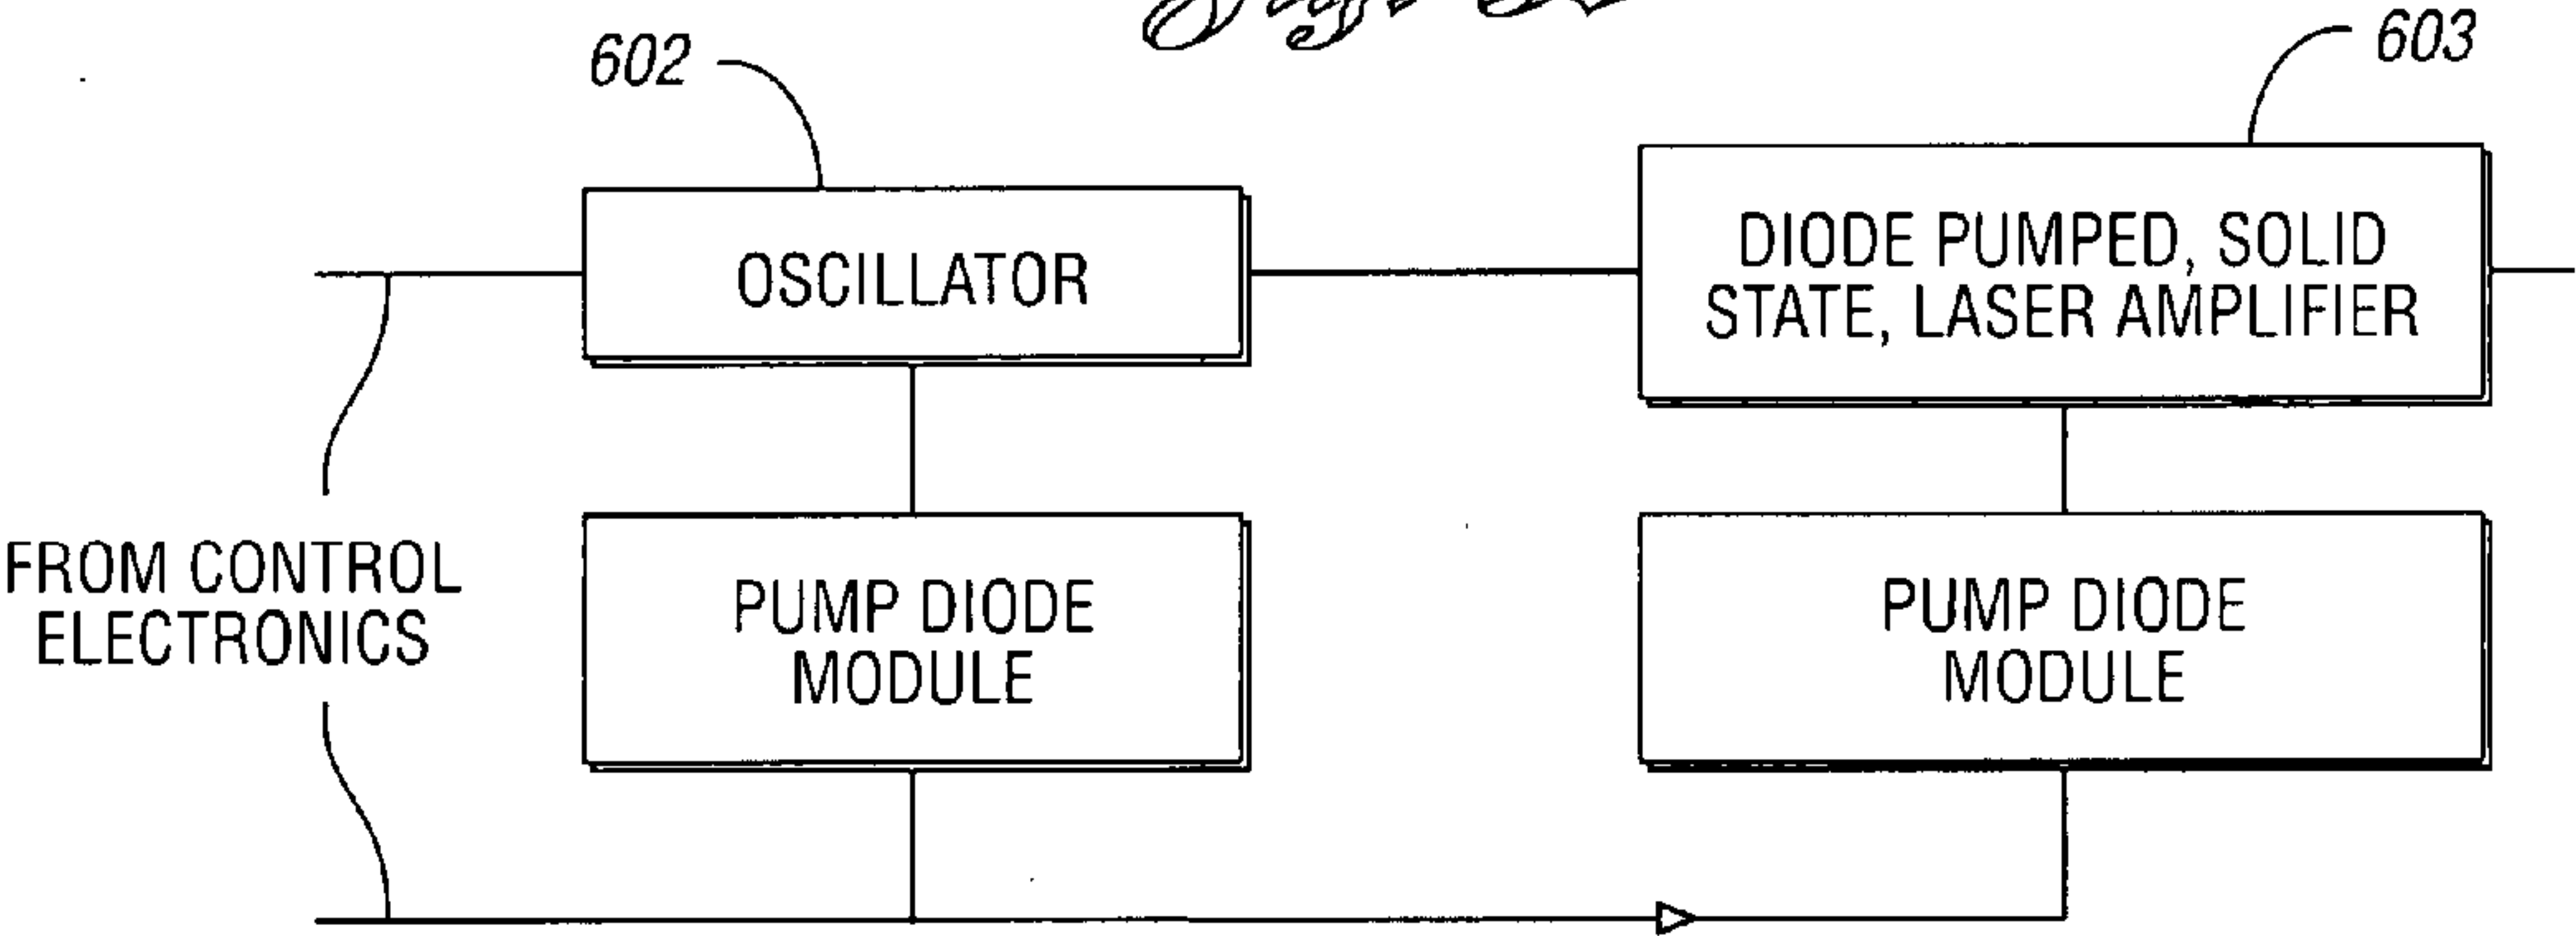 602
603
OSCILLATOR
DIODE PUMPED, SOLID
STATE, LASER AMPLIFIER
FROM CONTROL
ELECTRONICS
PUMP DIODE
MODULE
PUMP DIODE
MODULE